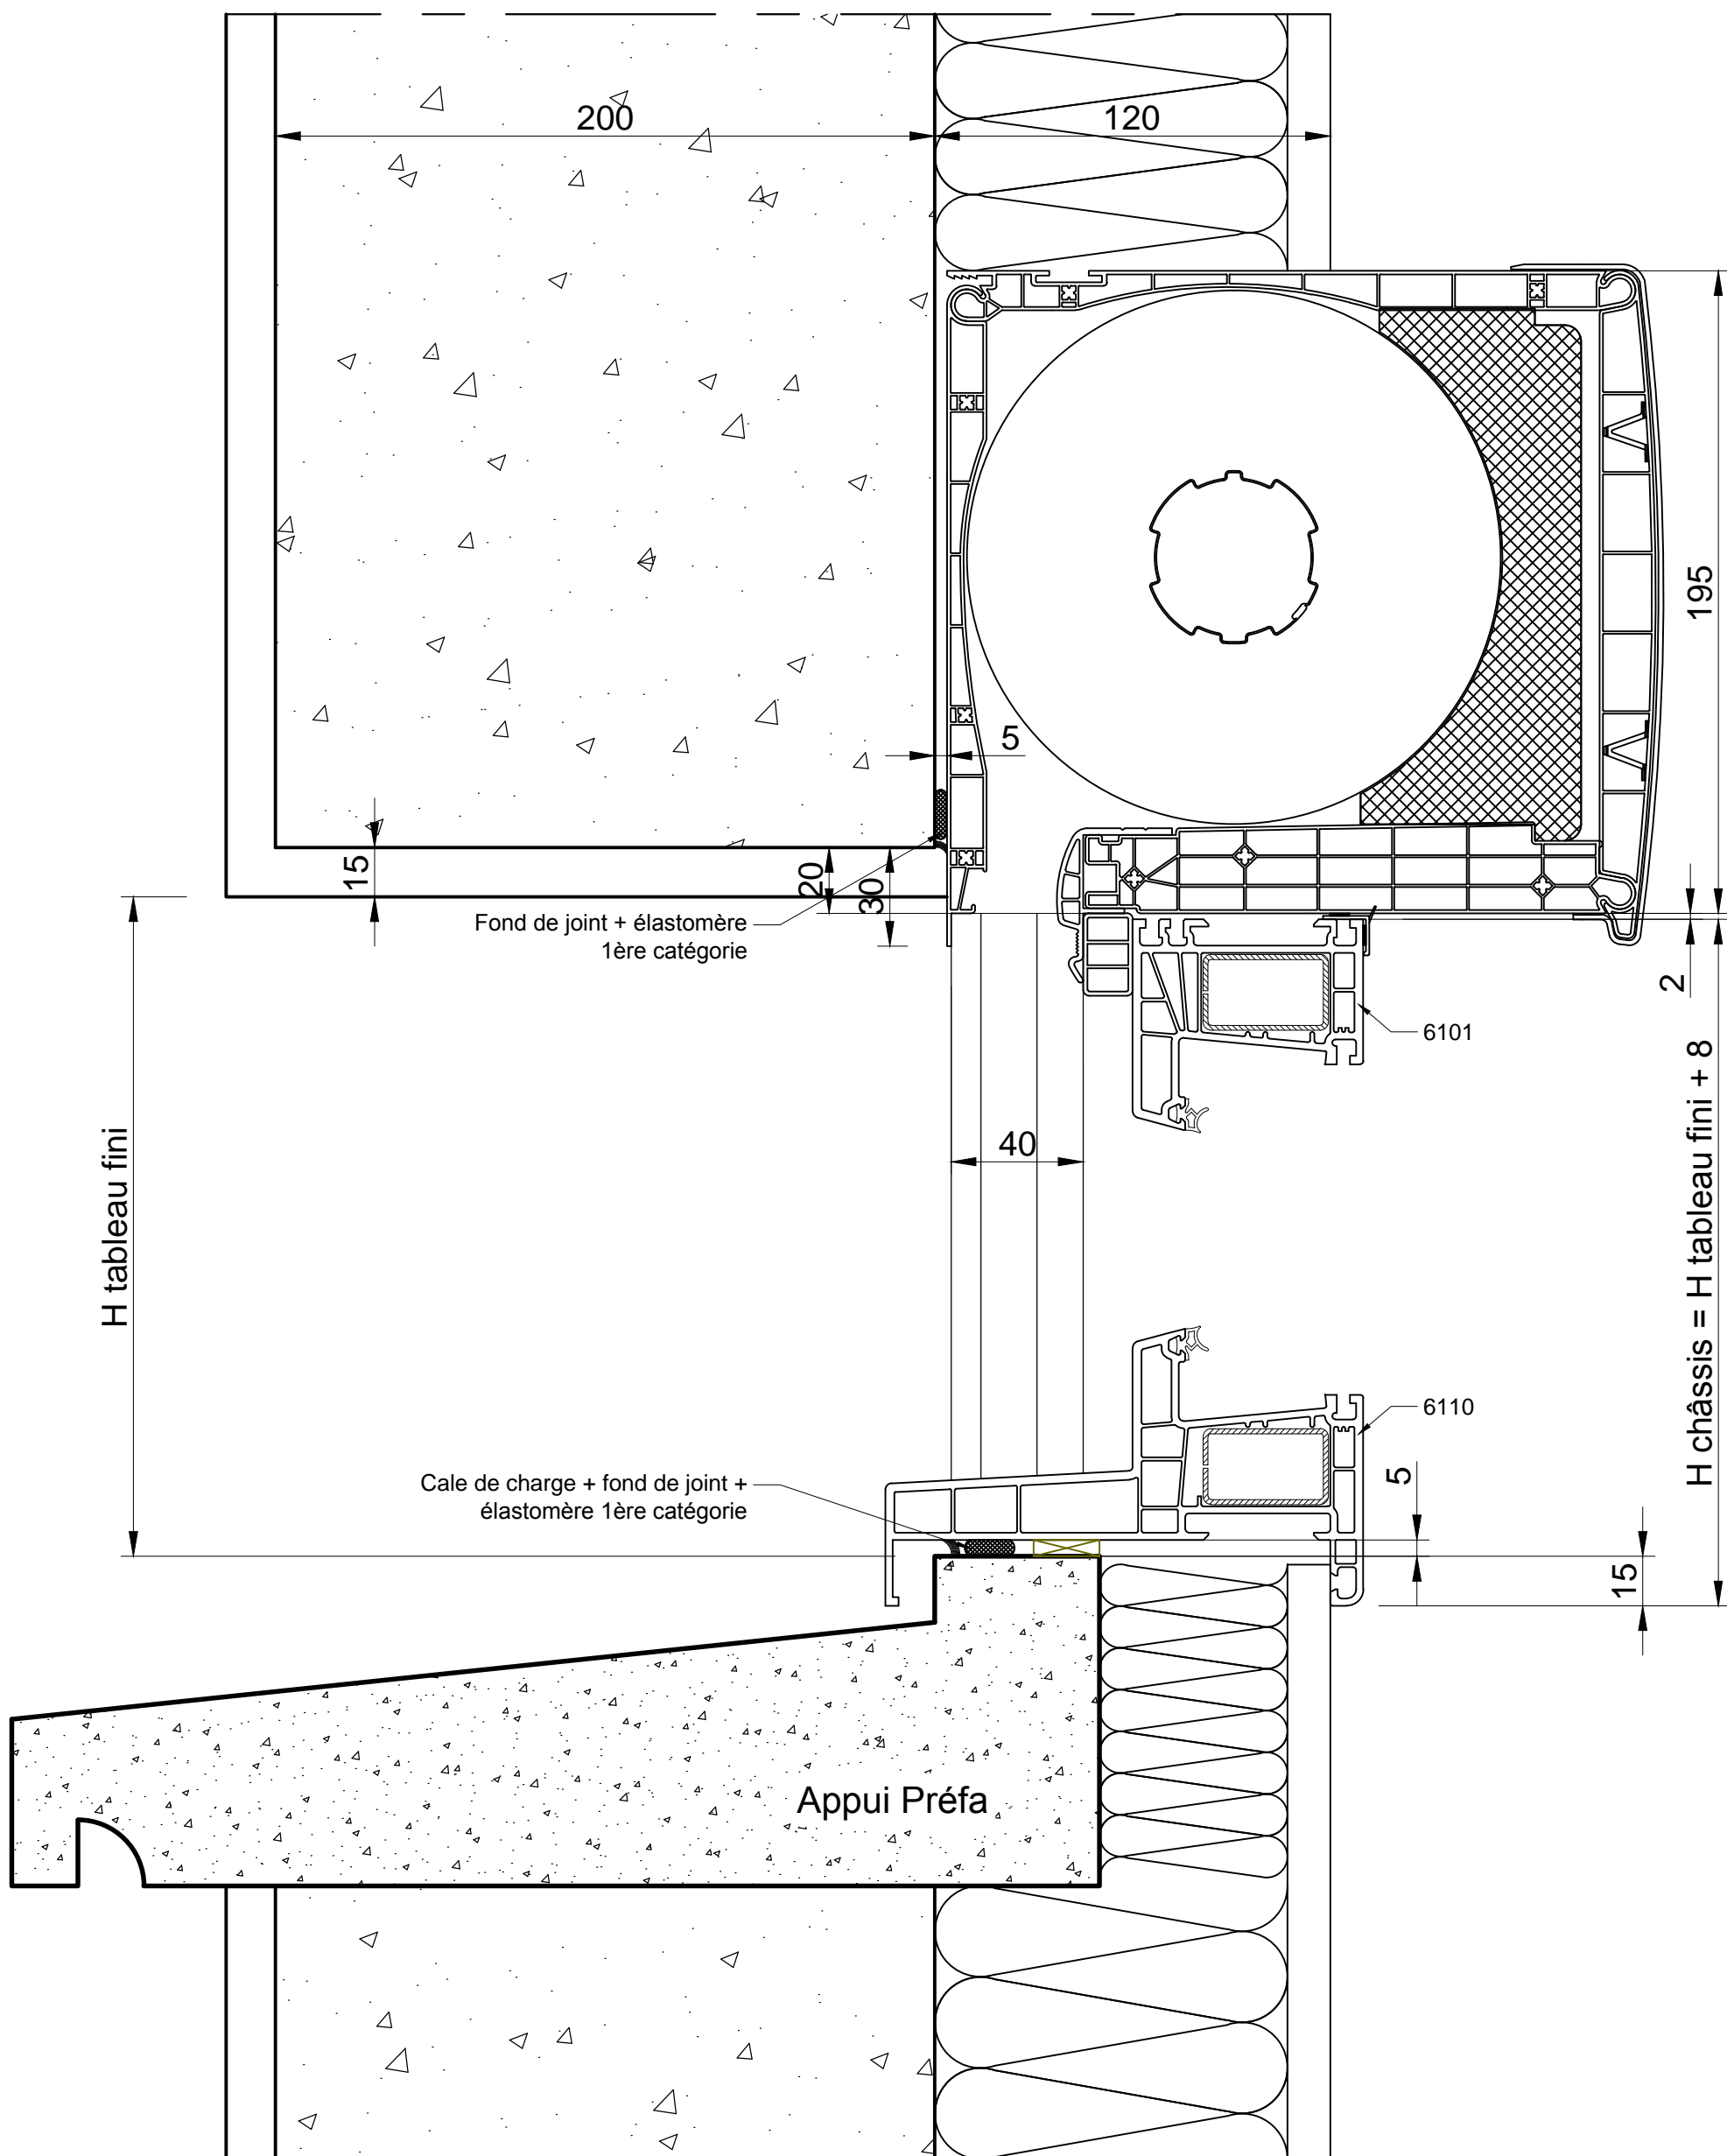 200
120
195
5
15
20
30
Fond de joint + élastomère
1ère catégorie
2
6101
H châssis = H tableau fini + 8
40
H tableau fini
6110
Cale de charge + fond de joint +
élastomère 1ère catégorie
5
15
Appui Préfa